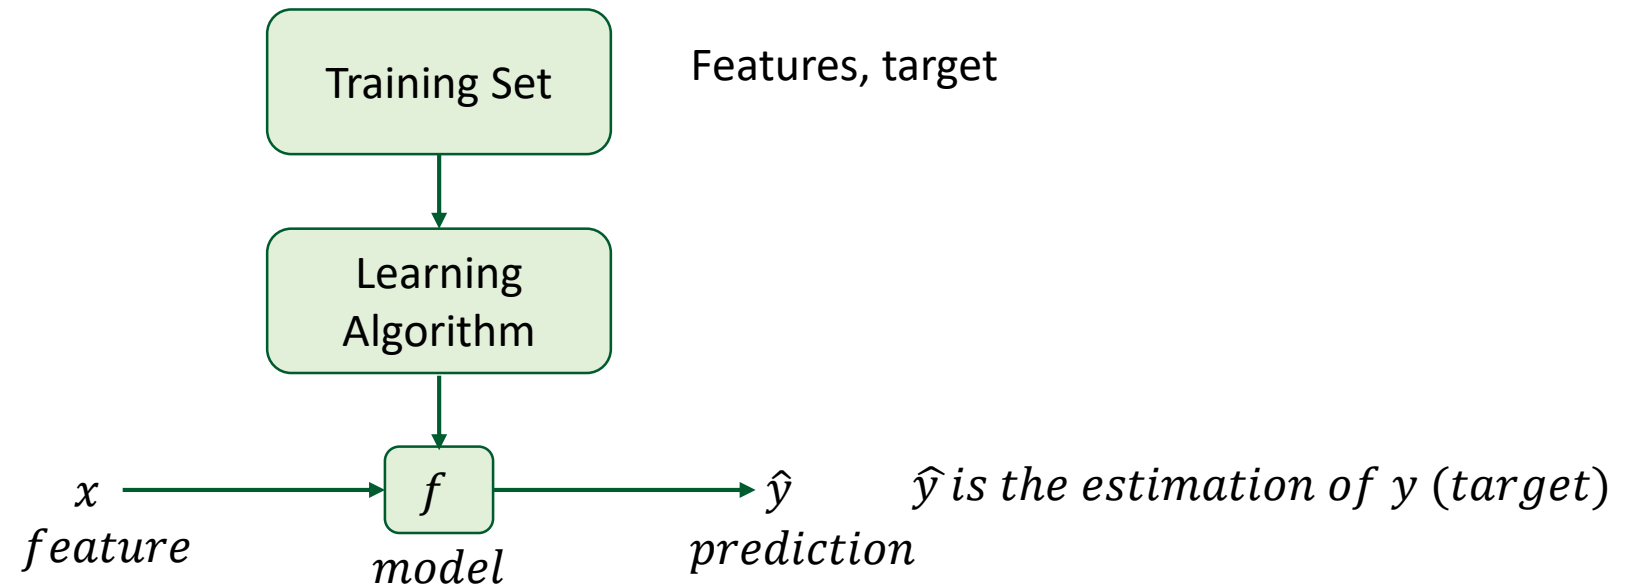 Training Set
Features, target
Learning
Algorithm
x
f
ŷ
ŷ is the estimation of y (target)
feature
model
prediction